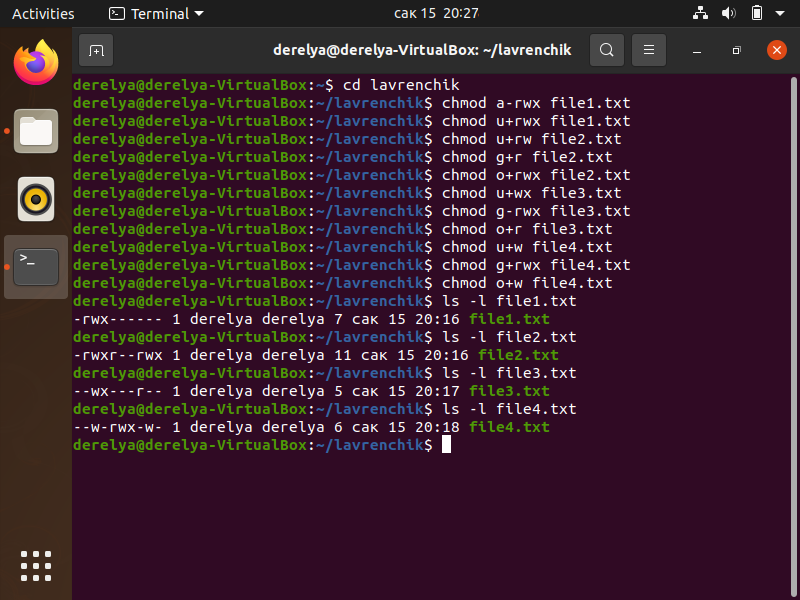 Activities
Terminal
сак 15 20:27
derelya@derelya-VirtualBox: ~/lavrenchik
derelya@derelya-VirtualBox:~$ cd lavrenchik
derelya@derelya-VirtualBox:~/lavrenchik$ chmod a-rwx file1.txt
derelya@derelya-VirtualBox:~/lavrenchik$ chmod u+rwx file1.txt
derelya@derelya-VirtualBox:~/lavrenchik$ chmod u+rw file2.txt
derelya@derelya-VirtualBox:~/lavrenchik$ chmod g+r file2.txt
derelya@derelya-VirtualBox:~/lavrenchik$ chmod o+rwx file2.txt
derelya@derelya-VirtualBox:~/lavrenchik$ chmod u+wx file3.txt
derelya@derelya-VirtualBox:~/lavrenchik$ chmod g-rwx file3.txt
derelya@derelya-VirtualBox:~/lavrenchik$ chmod o+r file3.txt
derelya@derelya-VirtualBox:~/lavrenchik$ chmod u+w file4.txt
derelya@derelya-VirtualBox:~/lavrenchik$ chmod g+rwx file4.txt
derelya@derelya-VirtualBox:~/lavrenchik$ chmod o+w file4.txt
derelya@derelya-VirtualBox:~/lavrenchik$ ls -l file1.txt
-rwx------ 1 derelya derelya 7 сак 15 20:16 file1.txt
derelya@derelya-VirtualBox:~/lavrenchik$ ls -l file2.txt
-rwxr--rwx 1 derelya derelya 11 сак 15 20:16 file2.txt
derelya@derelya-VirtualBox:~/lavrenchik$ ls -l file3.txt
--wx---r-- 1 derelya derelya 5 сак 15 20:17 file3.txt
derelya@derelya-VirtualBox:~/lavrenchik$ ls -l file4.txt
--w-rwx-w- 1 derelya derelya 6 сак 15 20:18 file4.txt
derelya@derelya-VirtualBox:~/lavrenchik$